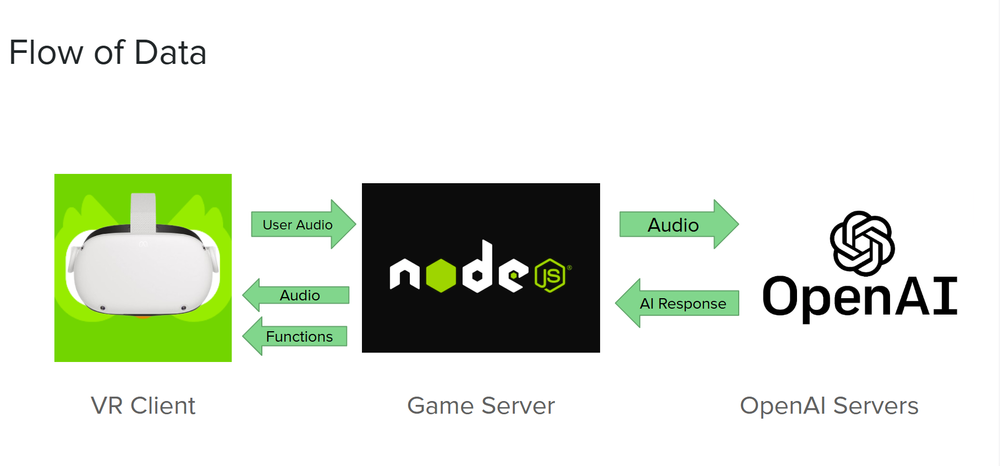 Flow of Data
User Audio
Audio
Functions
node
JS®
Audio
AI Response
OpenAI
VR Client
Game Server
OpenAI Servers